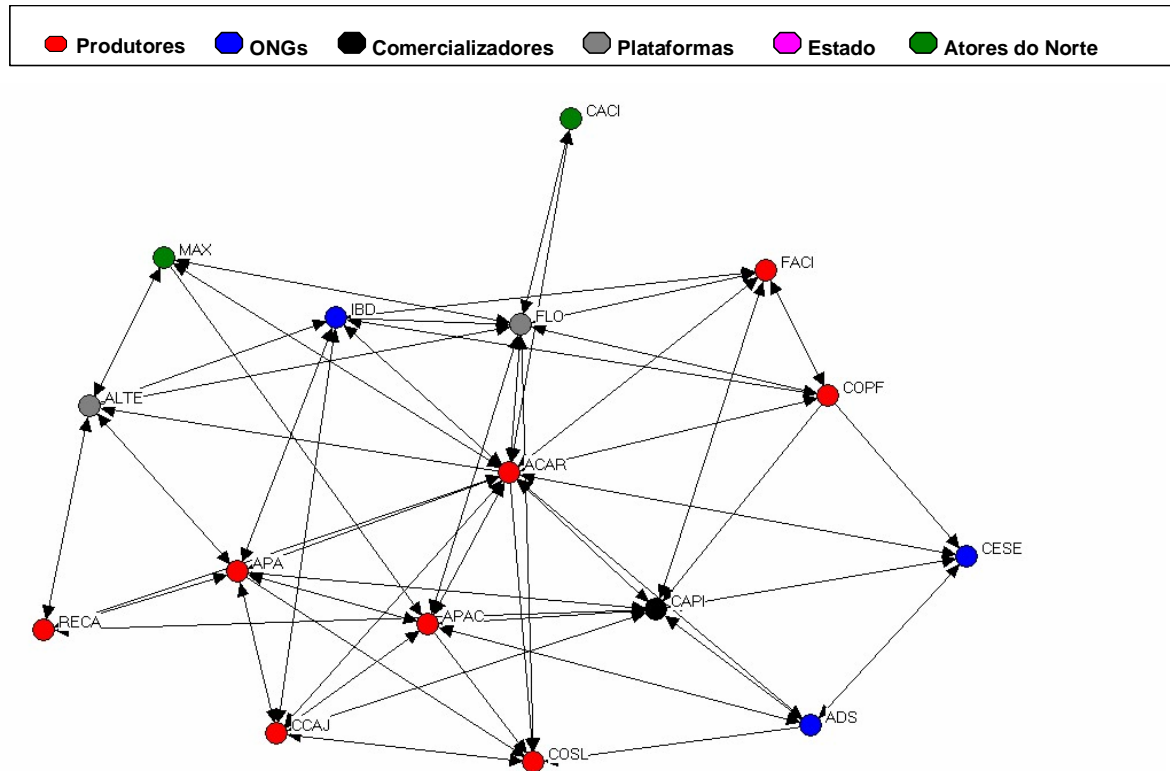 Produtores ONGs Comercializadores Plataformas Estado Atores do Norte
CACI
MAX
FACI
IBD
FLO
ALTE
COPF
ACAR
CESE
APA
CAPI
RECA
APAC
CCAJ
ADS
COSL